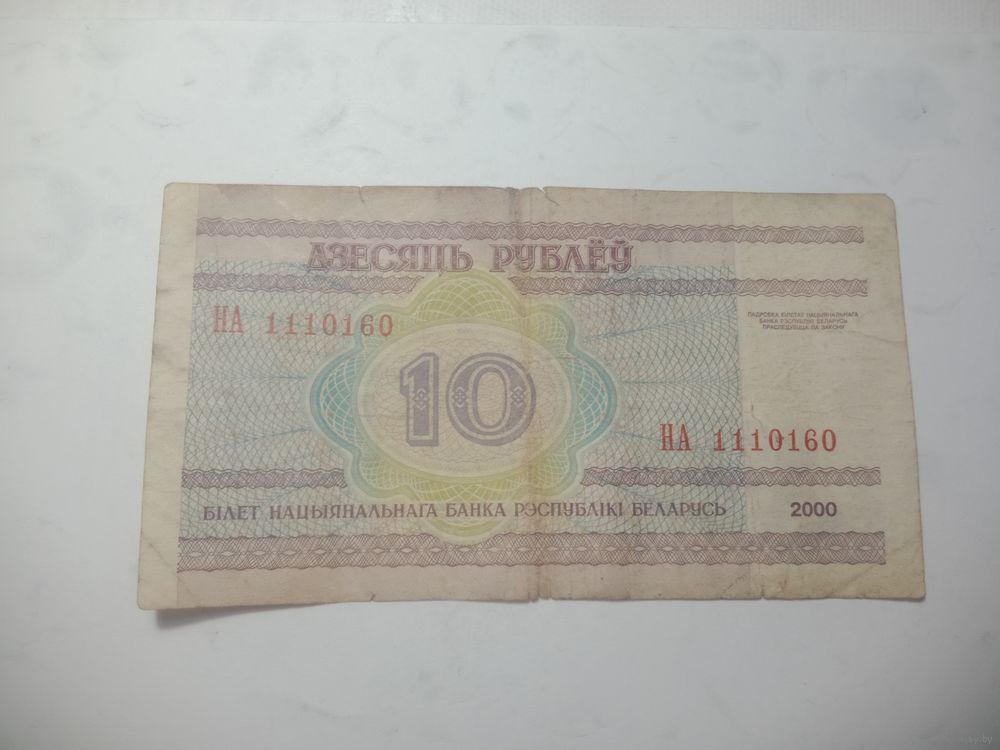 ДЗЕСЯЦЬ РУБЛЁЎ
НА 1110160
ПАДРОБКА БІЛЕТАЎ НАЦЫЯНАЛЬНАГА
БАНКА РЭСПУБЛІКІ БЕЛАРУСЬ
ПРАСЛЕДУЕЦЦА ПА ЗАКОНУ
10
НА 1110160
БІЛЕТ НАЦЫЯНАЛЬНАГА БАНКА РЭСПУБЛІКІ БЕЛАРУСЬ 2000